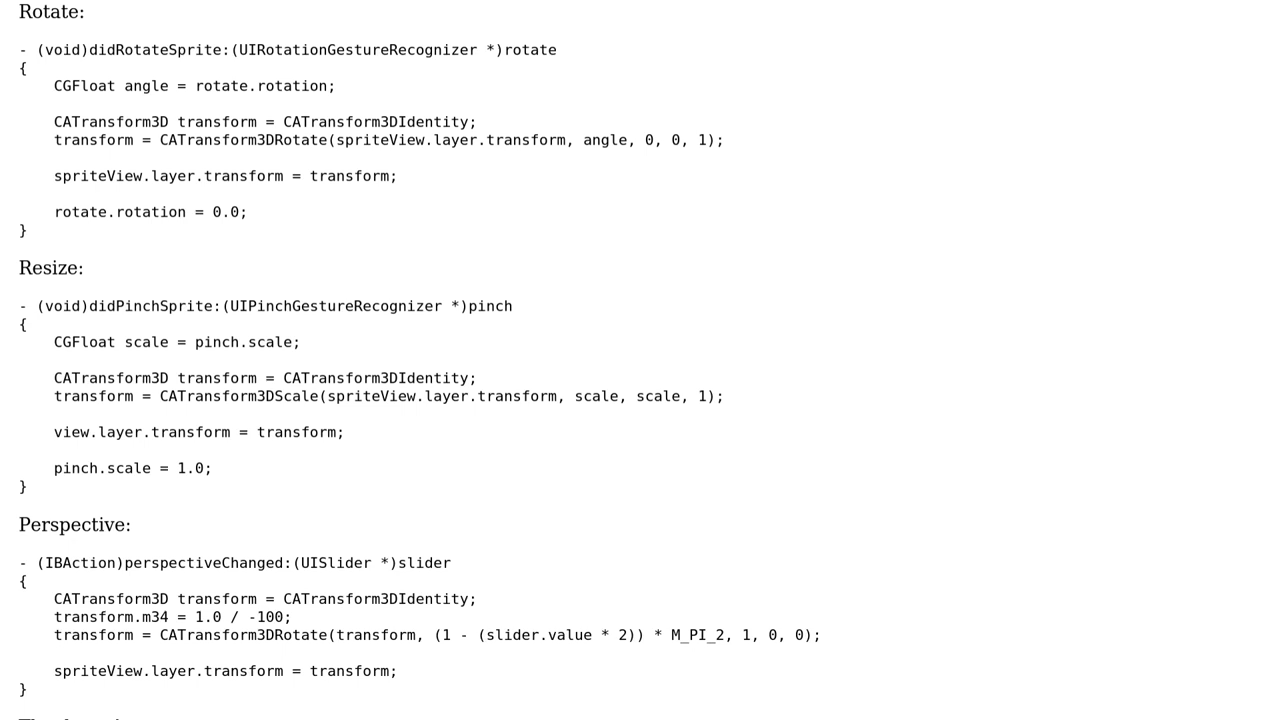 Rotate:
- (void)didRotateSprite:(UIRotationGestureRecognizer *)rotate
{
    CGFloat angle = rotate.rotation;
    CATransform3D transform = CATransform3DIdentity;
    transform = CATransform3DRotate(spriteView.layer.transform, angle, 0, 0, 1);
    spriteView.layer.transform = transform;
    rotate.rotation = 0.0;
}
Resize:
- (void)didPinchSprite:(UIPinchGestureRecognizer *)pinch
{
    CGFloat scale = pinch.scale;
    CATransform3D transform = CATransform3DIdentity;
    transform = CATransform3DScale(spriteView.layer.transform, scale, scale, 1);
    view.layer.transform = transform;
    pinch.scale = 1.0;
}
Perspective:
- (IBAction)perspectiveChanged:(UISlider *)slider
{
    CATransform3D transform = CATransform3DIdentity;
    transform.m34 = 1.0 / -100;
    transform = CATransform3DRotate(transform, (1 - (slider.value * 2)) * M_PI_2, 1, 0, 0);
    spriteView.layer.transform = transform;
}